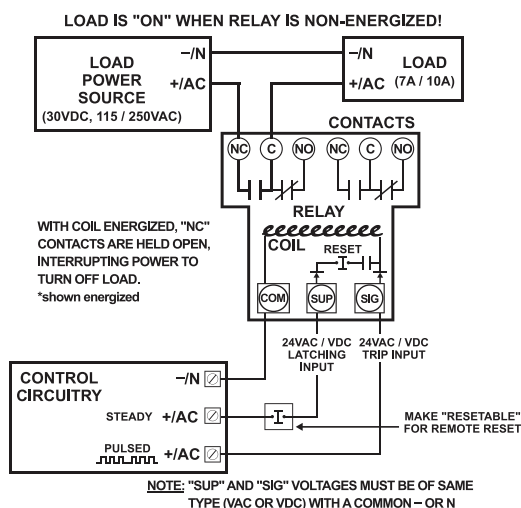 LOAD IS "ON" WHEN RELAY IS NON-ENERGIZED!
LOAD
POWER
SOURCE
(30VDC, 115 / 250VAC)
−/N
+/AC
−/N
+/AC
LOAD
(7A / 10A)
CONTACTS
NC
C
NO
NC
C
NO
RELAY
COIL
RESET
WITH COIL ENERGIZED, "NC"
CONTACTS ARE HELD OPEN,
INTERRUPTING POWER TO
TURN OFF LOAD.
*shown energized
COM
SUP
SIG
24VAC / VDC
LATCHING
INPUT
24VAC / VDC
TRIP INPUT
CONTROL
CIRCUITRY
−/N
STEADY +/AC
PULSED +/AC
MAKE "RESETABLE"
FOR REMOTE RESET
NOTE: "SUP" AND "SIG" VOLTAGES MUST BE OF SAME
TYPE (VAC OR VDC) WITH A COMMON − OR N